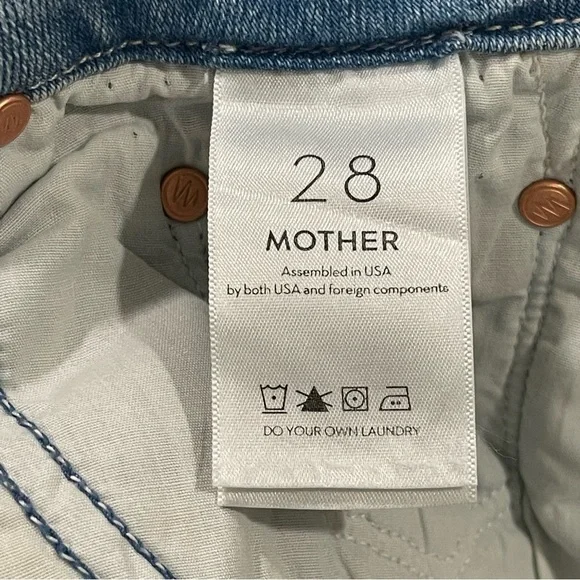 28
MOTHER
Assembled in USA
by both USA and foreign components
DO YOUR OWN LAUNDRY